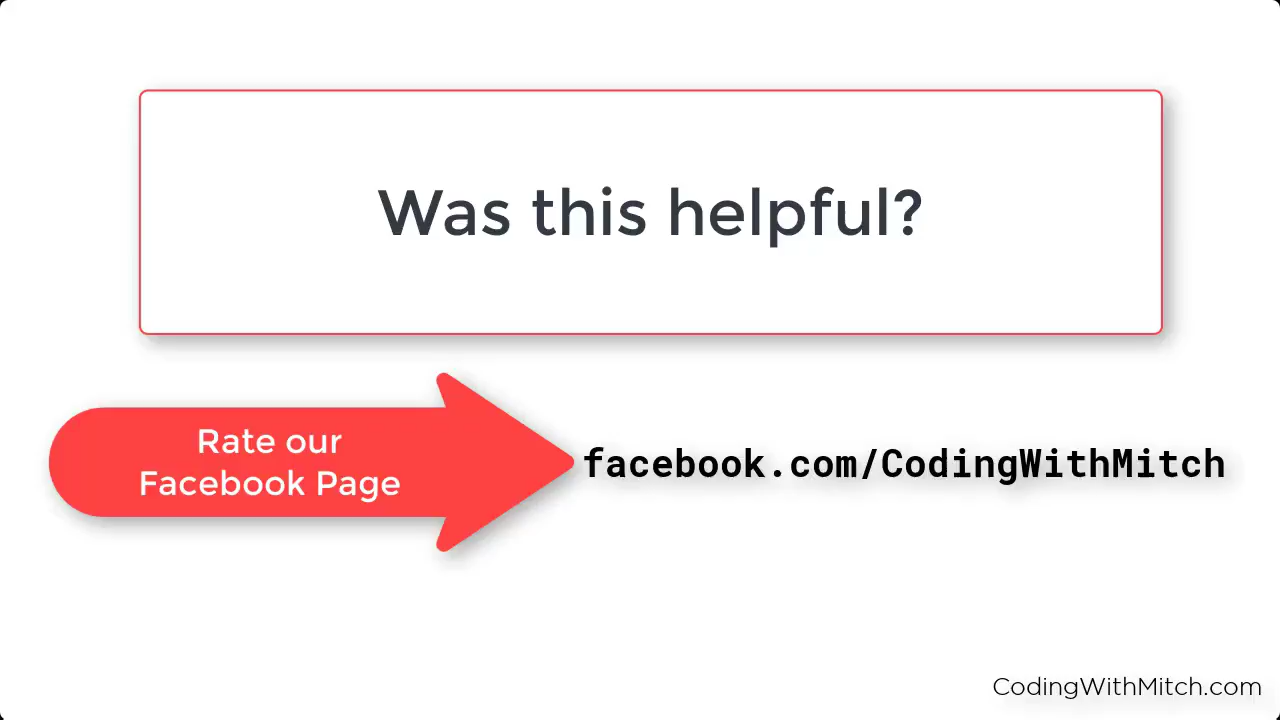 Was this helpful?
Rate our
Facebook Page
facebook.com/CodingWithMitch
CodingWithMitch.com